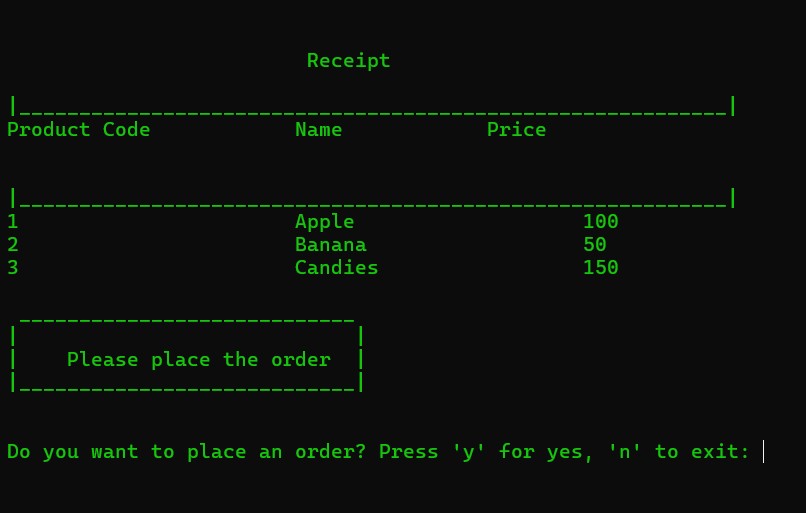 Receipt
|___________________________________________________________|
Product Code Name Price
|___________________________________________________________|
1 Apple 100
2 Banana 50
3 Candies 150
____________________________
| |
| Please place the order |
|____________________________|
Do you want to place an order? Press 'y' for yes, 'n' to exit: